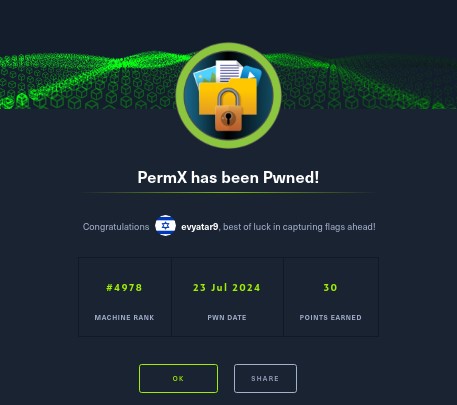 PermX has been Pwned!
Congratulations evyatar9, best of luck in capturing flags ahead!
#4978 23 Jul 2024 30
MACHINE RANK PWN DATE POINTS EARNED
OK SHARE